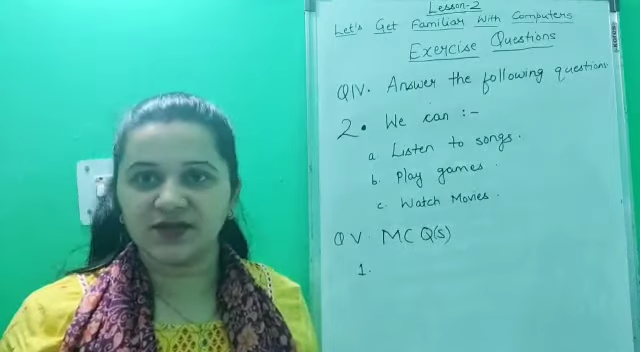 Lesson-2
Let's Get Familiar With Computers
Exercise Questions
QIV. Answer the following questions
2. We can :-
a Listen to songs.
b. Play games.
c. Watch Movies.
Q V. MCQ(s)
1.